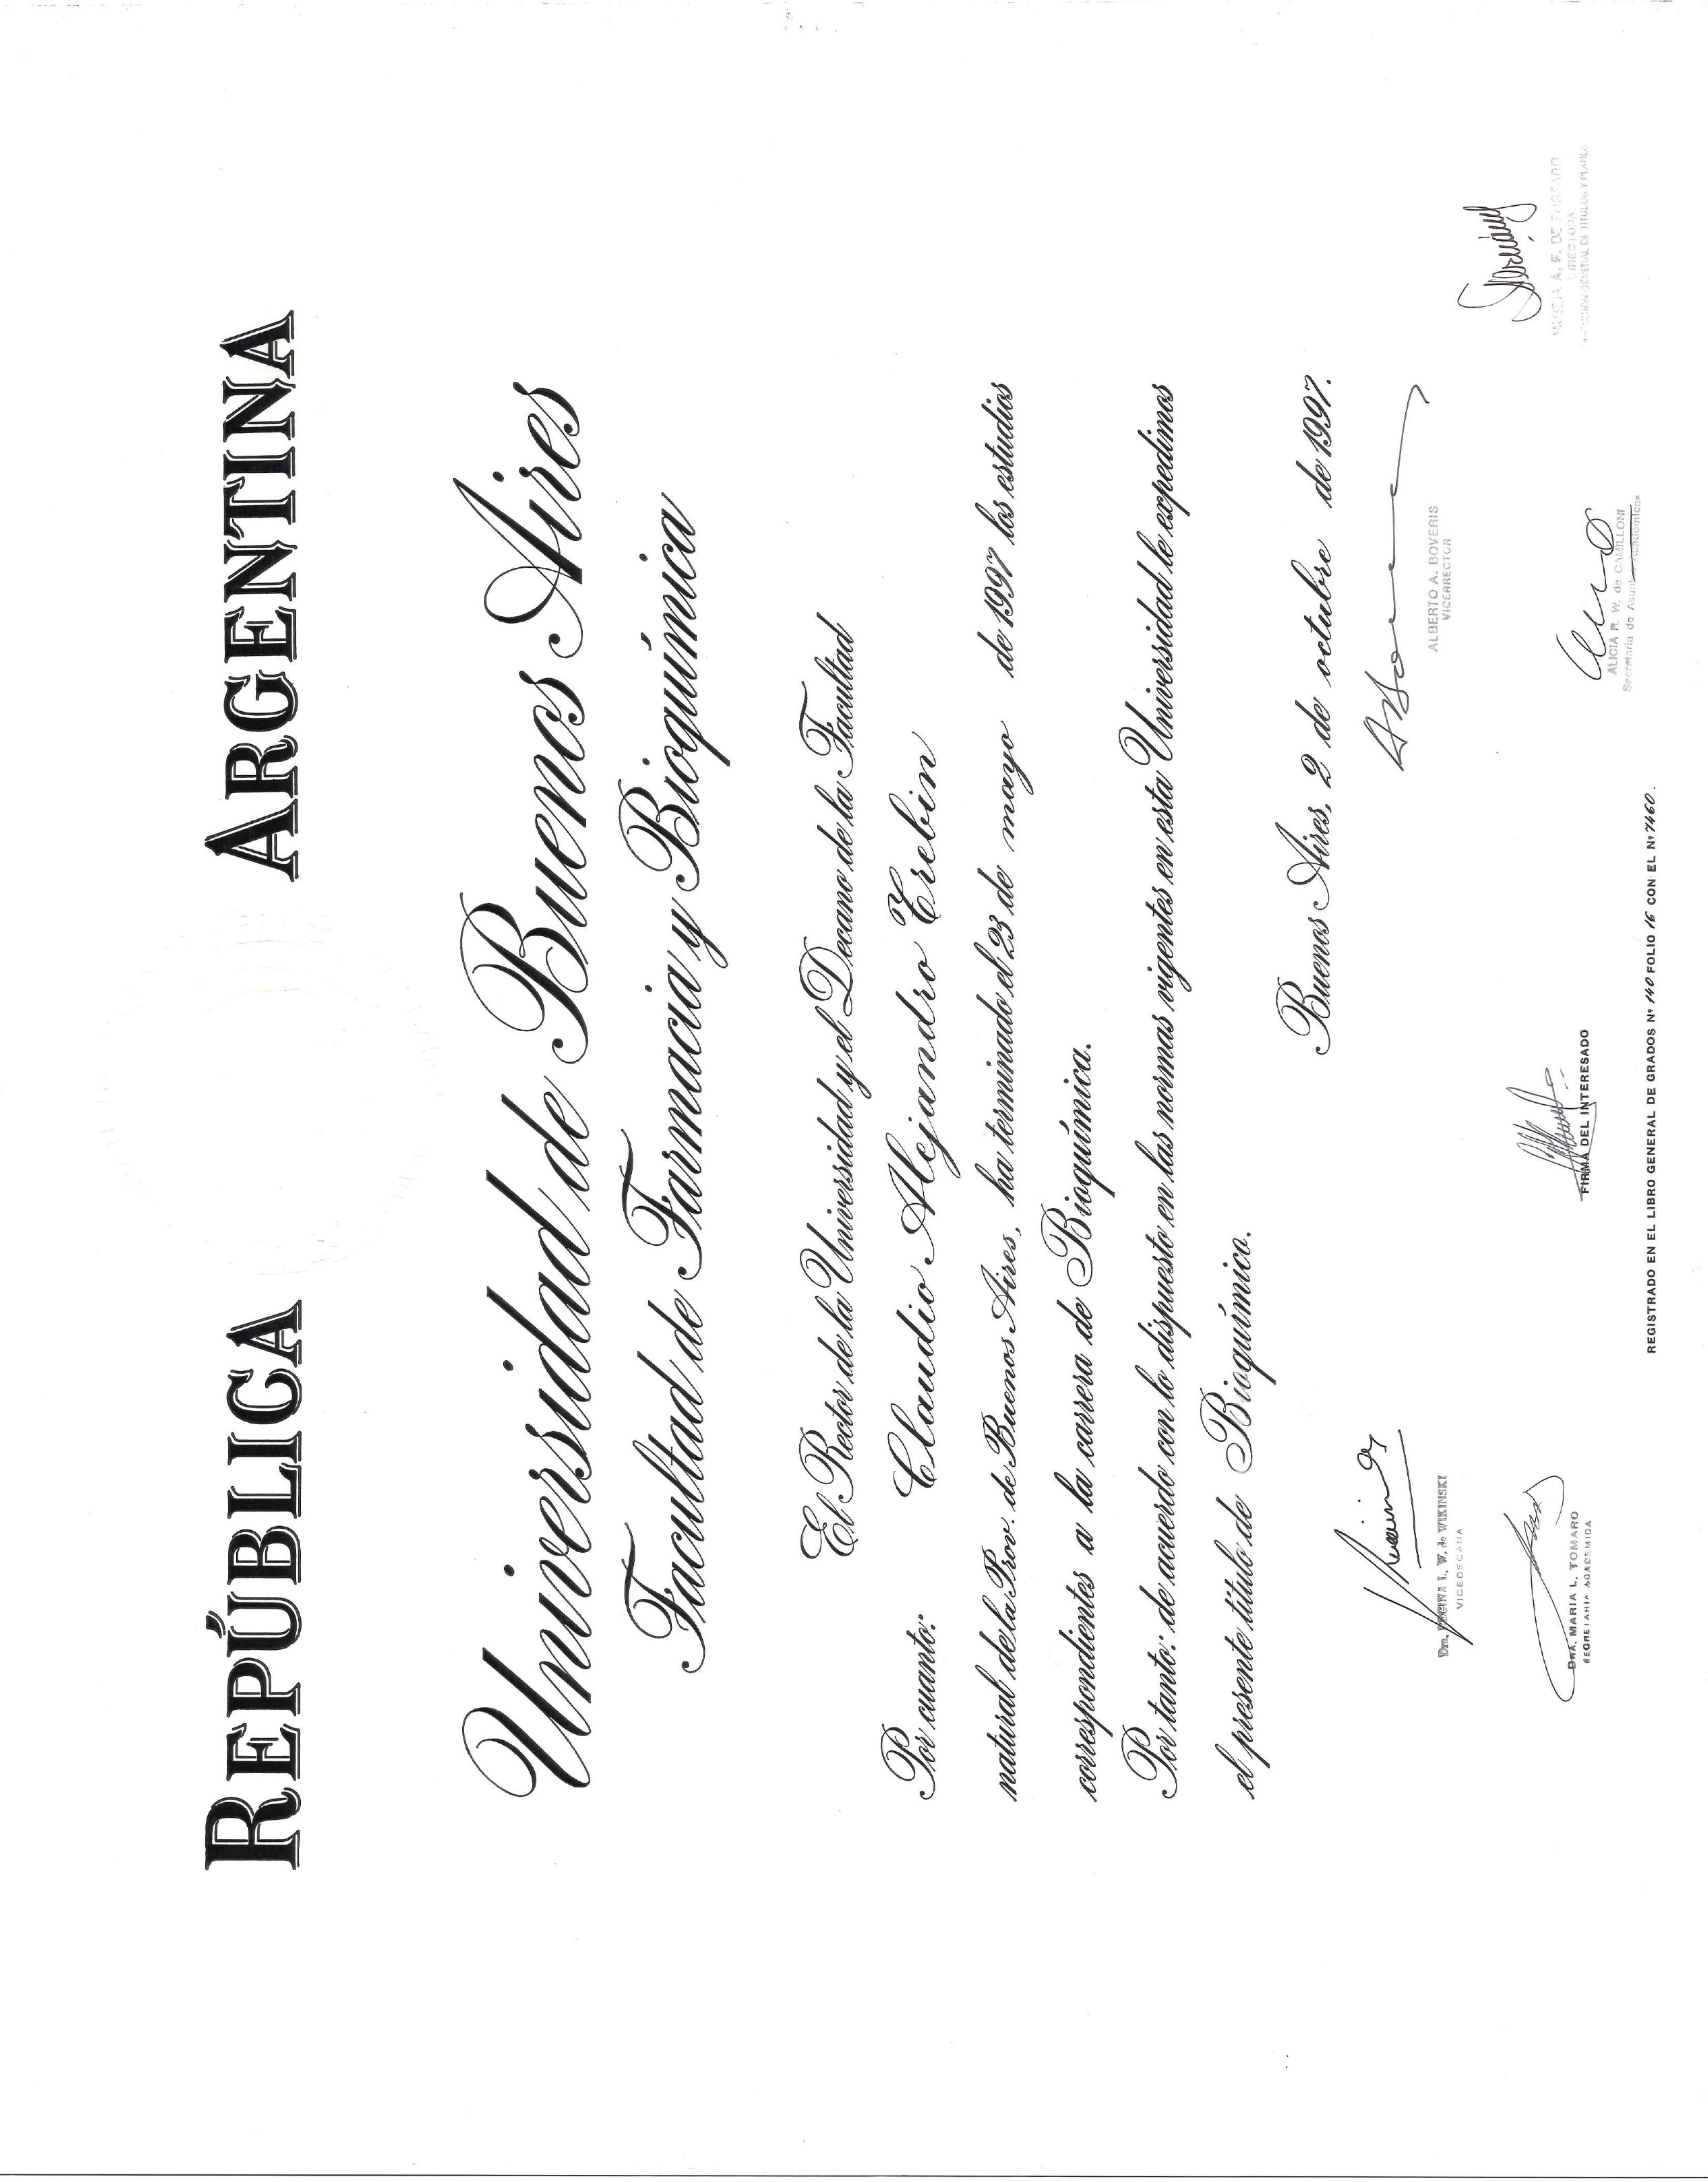 REPÚBLICA ARGENTINA
Universidad de Buenos Aires
Facultad de Farmacia y Bioquímica
El Rector de la Universidad y el Decano de la Facultad
Por cuanto: Claudio Alejandro Trebin
natural de la Prov. de Buenos Aires, ha terminado el 23 de mayo de 1997 los estudios
correspondientes a la carrera de Bioquímica.
Por tanto: de acuerdo con lo dispuesto en las normas vigentes en esta Universidad le expedimos
el presente título de Bioquímico.
Buenos Aires, 2 de octubre de 1997.
Dra. REGINA L. W. de WIKINSKI
VICEDECANA
ALBERTO A. BOVERIS
VICERRECTOR
DRA. MARIA L. TOMARO
SECRETARIA ACADEMICA
FIRMA DEL INTERESADO
A. F. DE
DIRECTORA
GENERAL DE TITULOS Y PLANES
ALICIA R. W. de CAMILLONI
Secretaria de Asuntos Académicos
REGISTRADO EN EL LIBRO GENERAL DE GRADOS Nº 140 FOLIO 16 CON EL Nº 7460.